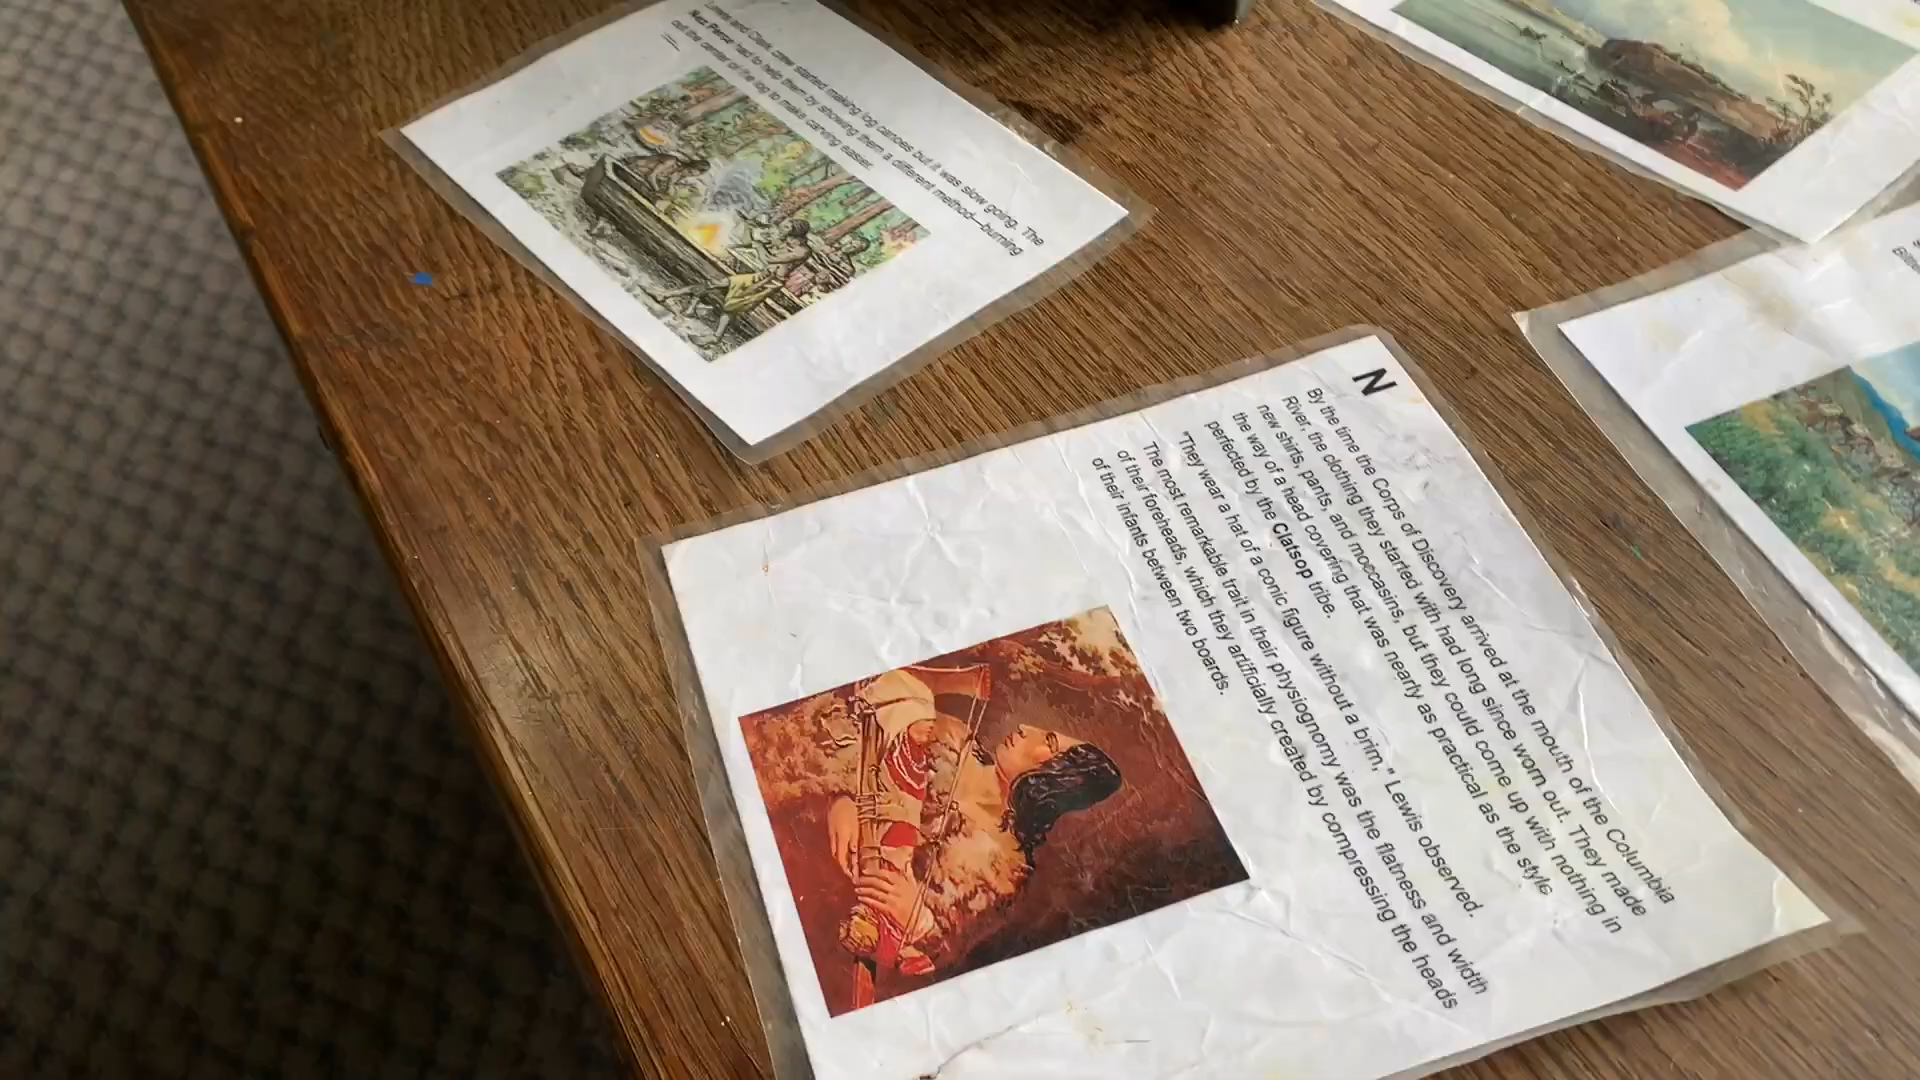 Lewis and Clark crew started making log canoes but it was slow going. The
Nez Perce had to help them by showing them a different method—burning
out the center of the log to make carving easier.
N
By the time the Corps of Discovery arrived at the mouth of the Columbia
River, the clothing they started with had long since worn out. They made
new shirts, pants, and moccasins, but they could come up with nothing in
the way of a head covering that was nearly as practical as the style
perfected by the Clatsop tribe.
"They wear a hat of a conic figure without a brim," Lewis observed.
The most remarkable trait in their physiognomy was the flatness and width
of their foreheads, which they artificially created by compressing the heads
of their infants between two boards.